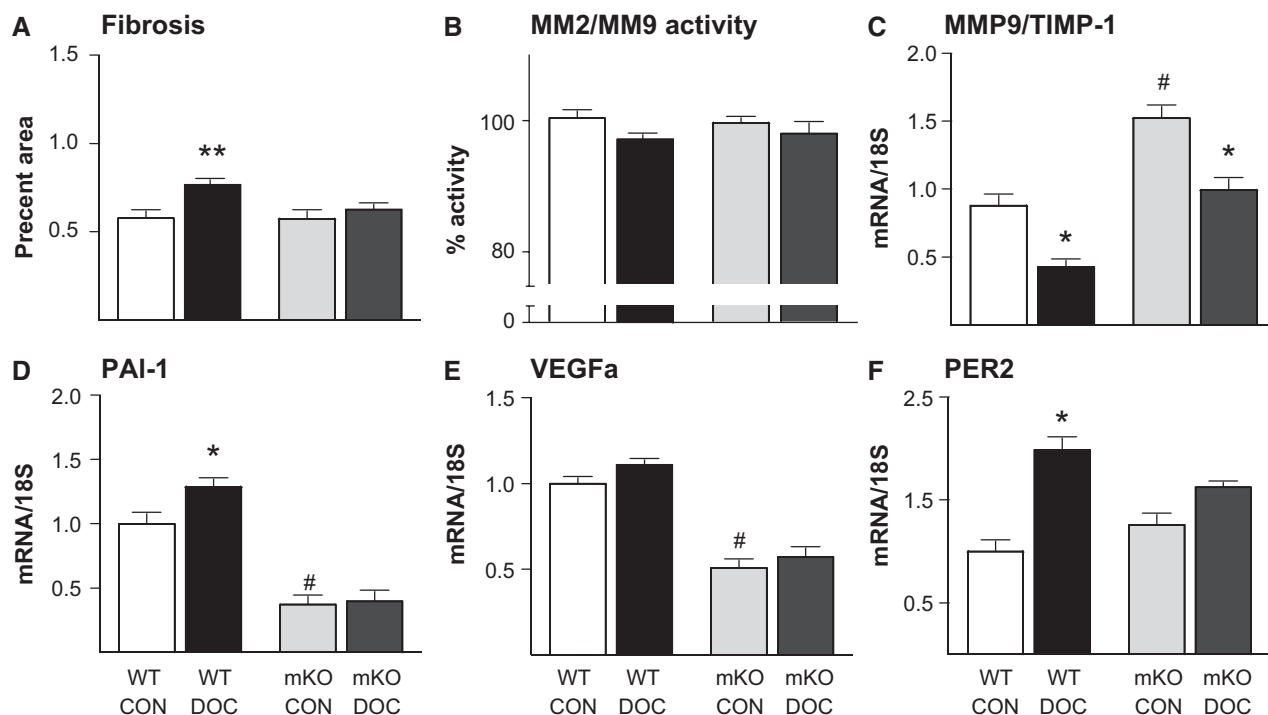 A Fibrosis
1.5
1.0
0.5
Precent area
**
B MM2/MM9 activity
100
80
0
% activity
C MMP9/TIMP-1
2.0
1.5
1.0
0.5
mRNA/18S
*
#
*
D PAI-1
2.0
1.5
1.0
0.5
mRNA/18S
*
#
WT CON
WT DOC
mKO CON
mKO DOC
E VEGFa
1.5
1.0
0.5
mRNA/18S
#
WT CON
WT DOC
mKO CON
mKO DOC
F PER2
2.5
1.5
0.5
mRNA/18S
*
WT CON
WT DOC
mKO CON
mKO DOC